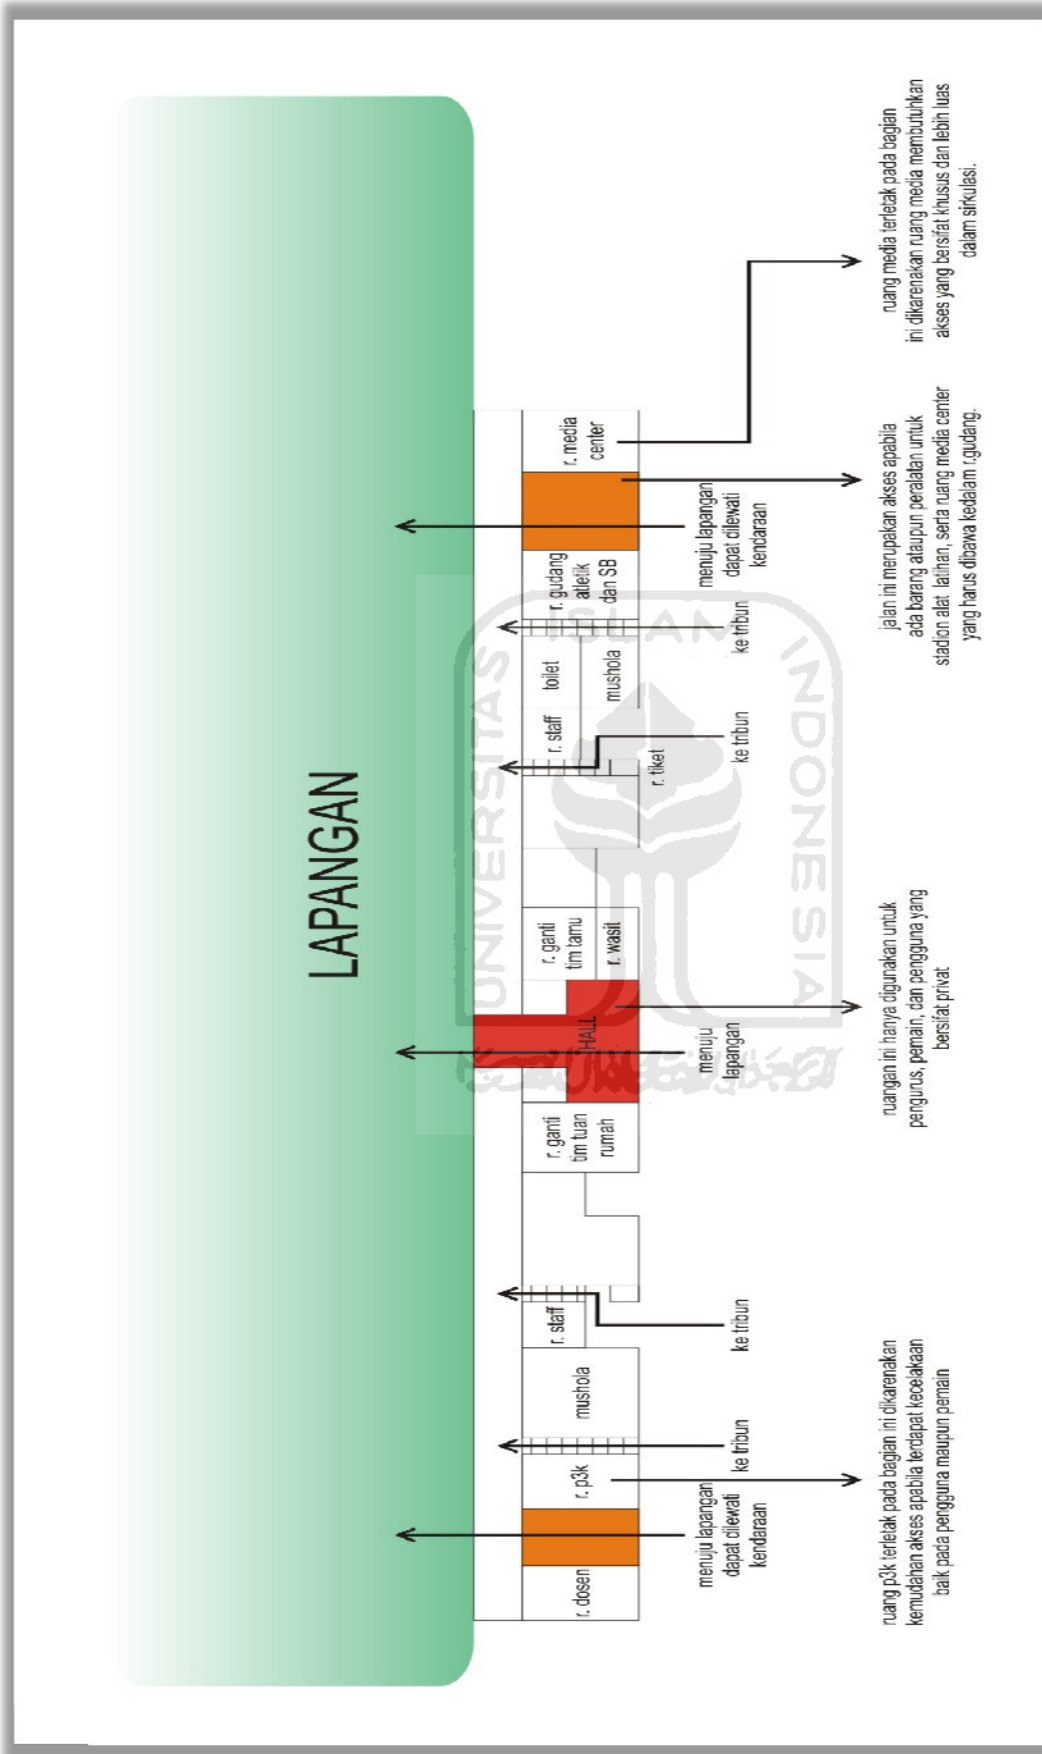 LAPANGAN
r. dosen
r. p3k
mushola
r. staff
r. ganti
tim tuan
rumah
HALL
r. ganti
tim tamu
r. wasit
r. tiket
r. staff
toilet
mushola
r. gudang
atletik
dan SB
r. media
center
menuju lapangan
dapat dilewati
kendaraan
ke tribun
ke tribun
menuju
lapangan
ke tribun
ke tribun
menuju lapangan
dapat dilewati
kendaraan
ruang p3k terletak pada bagian ini dikarenakan
kemudahan akses apabila terdapat kecelakaan
baik pada pengguna maupun pemain
ruangan ini hanya digunakan untuk
pengurus, pemain, dan pengguna yang
bersifat privat
jalan ini merupakan akses apabila
ada barang ataupun peralatan untuk
stadion alat latihan, serta ruang media center
yang harus dibawa kedalam r.gudang.
ruang media terletak pada bagian
ini dikarenakan ruang media membutuhkan
akses yang bersifat khusus dan lebih luas
dalam sirkulasi.
UNIVERSITAS
ISLAM
INDONESIA